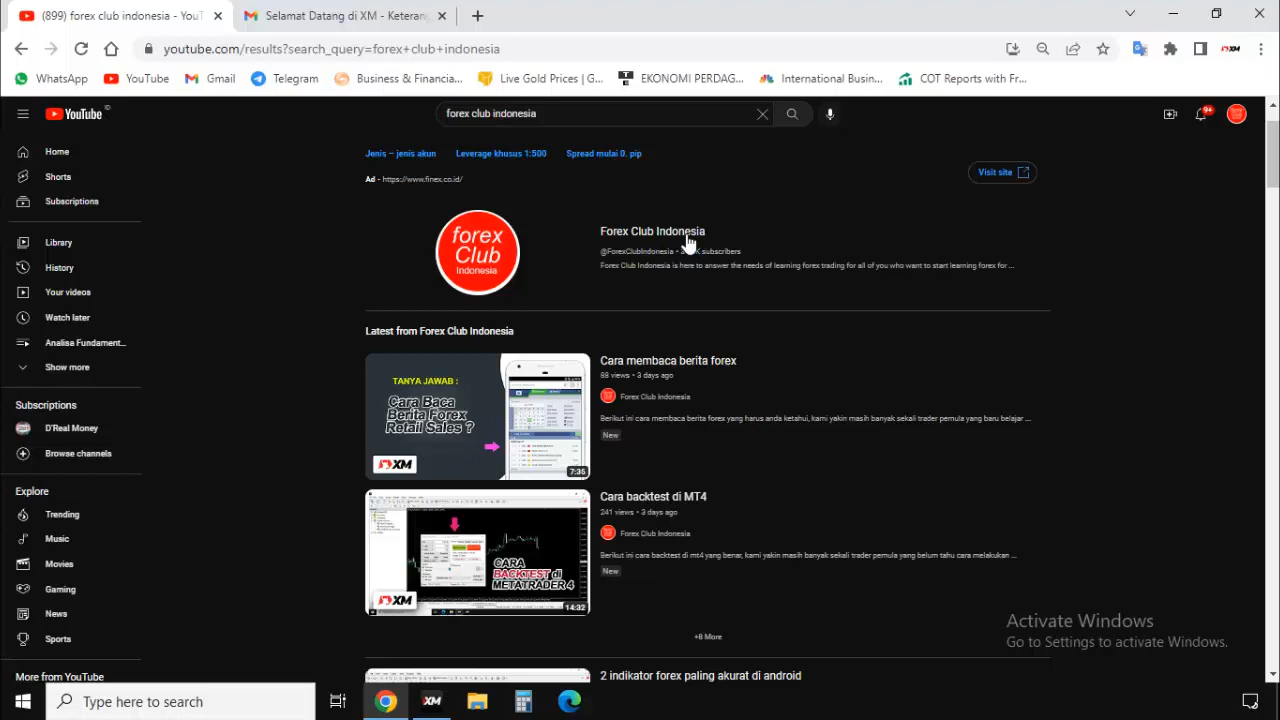 (899) forex club indonesia - YouT
Selamat Datang di XM - Keterang
youtube.com/results?search_query=forex+club+indonesia
WhatsApp
YouTube
Gmail
Telegram
Business & Financia...
Live Gold Prices | G...
EKONOMI PERDAG...
International Busin...
COT Reports with Fr...
YouTube ID
forex club indonesia
9+
Home
Shorts
Subscriptions
Library
History
Your videos
Watch later
Analisa Fundament...
Show more
Subscriptions
D'Real Money
Browse channels
Explore
Trending
Music
Movies
Gaming
News
Sports
More from YouTube
Jenis – jenis akun
Leverage khusus 1:500
Spread mulai 0. pip
Ad - https://www.finex.co.id/
Visit site
forex
Club
Indonesia
Forex Club Indonesia
@ForexClubIndonesia • subscribers
Forex Club Indonesia is here to answer the needs of learning forex trading for all of you who want to start learning forex for ...
Latest from Forex Club Indonesia
TANYA JAWAB :
Cara Baca
Berita Forex
Retail Sales ?
XM
7:35
Cara membaca berita forex
88 views • 3 days ago
Forex Club Indonesia
Berikut ini cara membaca berita forex yang harus anda ketahui, kami yakin masih banyak sekali trader pemula yang baru belajar ...
New
CARA
BACKTEST di
METATRADER 4
XM
14:32
Cara backtest di MT4
241 views • 3 days ago
Forex Club Indonesia
Berikut ini cara backtest di mt4 yang benar, kami yakin masih banyak sekali trader pemula yang belum tahu cara melakukan ...
New
+8 More
2 indikator forex paling akurat di android
Activate Windows
Go to Settings to activate Windows.
Type here to search
XM